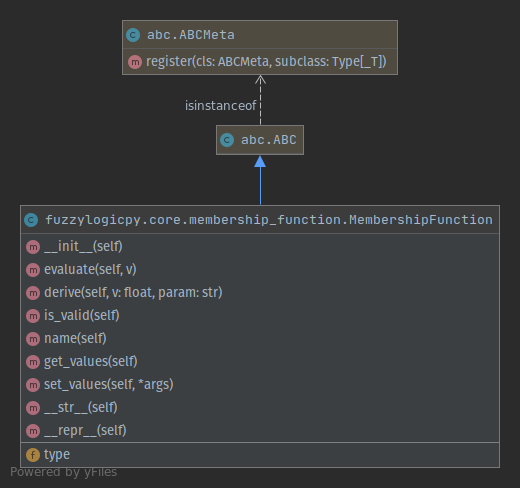 C abc.ABCMeta
m register(cls: ABCMeta, subclass: Type[_T])
isinstanceof
C abc.ABC
C fuzzylogicpy.core.membership_function.MembershipFunction
m __init__(self)
m evaluate(self, v)
m derive(self, v: float, param: str)
m is_valid(self)
m name(self)
m get_values(self)
m set_values(self, *args)
m __str__(self)
m __repr__(self)
f type
Powered by yFiles